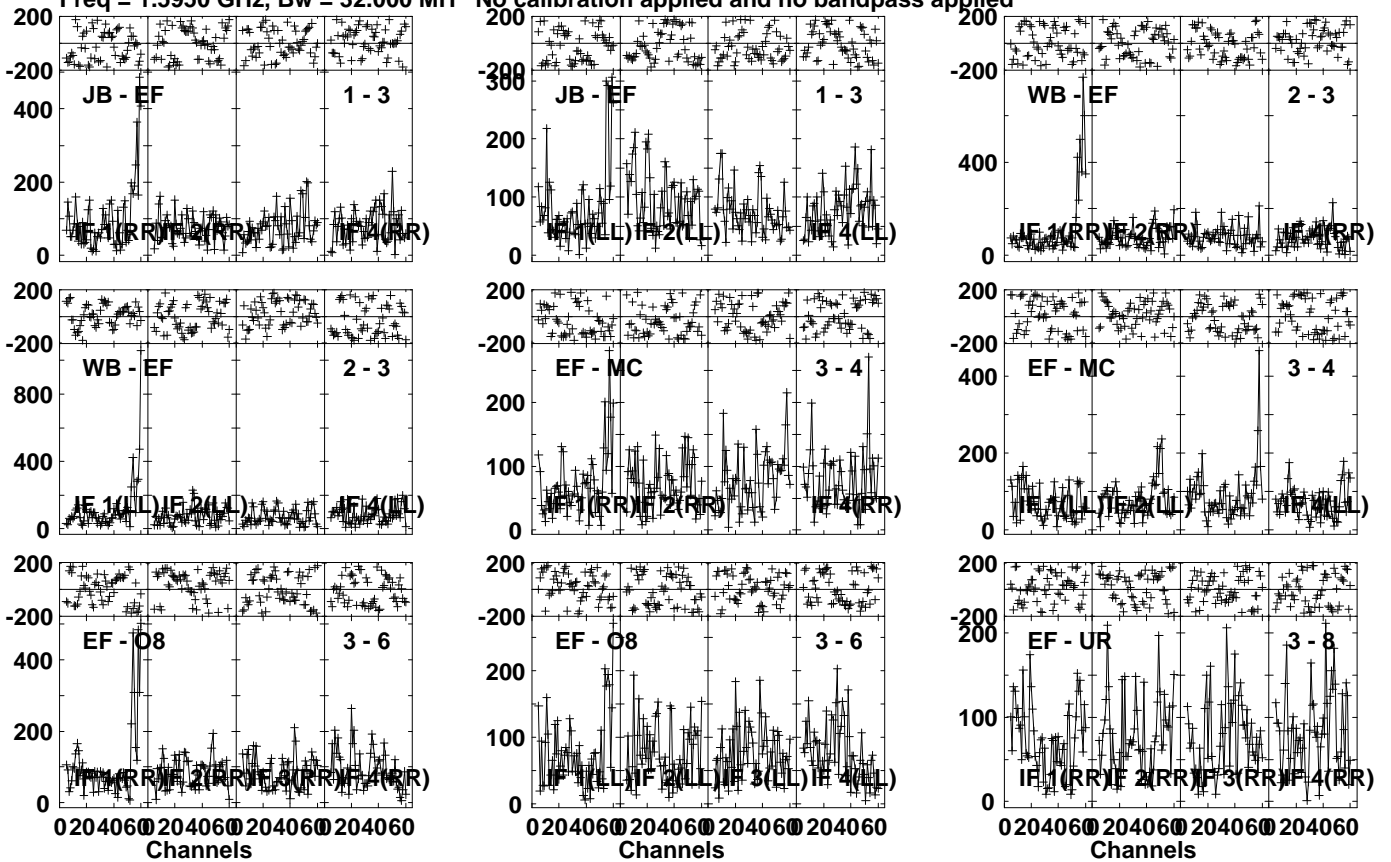 Freq = 1.5950 GHz, Bw = 32.000 MH No calibration applied and no bandpass applied
200 200 200
-200 -200 -200
JB - EF 1 - 3 JB - EF 1 - 3 WB - EF 2 - 3
400 300
200 200 400
100
0 0 0
IF 1(RR) IF 2(RR) IF 4(RR) IF 1(LL) IF 2(LL) IF 4(LL) IF 1(RR) IF 2(RR) IF 4(RR)
200 200 200
-200 -200 -200
WB - EF 2 - 3 EF - MC 3 - 4 EF - MC 3 - 4
800 200 400
400 100 200
0 0 0
IF 1(LL) IF 2(LL) IF 4(LL) IF 1(RR) IF 2(RR) IF 4(RR) IF 1(LL) IF 2(LL) IF 4(LL)
200 200 200
-200 -200 -200
EF - O8 3 - 6 EF - O8 3 - 6 EF - UR 3 - 8
400 200 200
200 100 100
0 0 0
IF 1(RR) IF 2(RR) IF 3(RR) IF 4(RR) IF 1(LL) IF 2(LL) IF 3(LL) IF 4(LL) IF 1(RR) IF 2(RR) IF 3(RR) IF 4(RR)
0 20 40 60 0 20 40 60 0 20 40 60 0 20 40 60 0 20 40 60 0 20 40 60 0 20 40 60 0 20 40 60 0 20 40 60 0 20 40 60 0 20 40 60 0 20 40 60
Channels Channels Channels